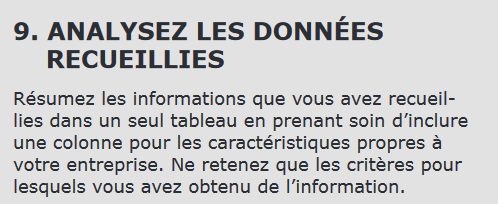 9. ANALYSEZ LES DONNÉES
RECUEILLIES
Résumez les informations que vous avez recueil-
lies dans un seul tableau en prenant soin d’inclure
une colonne pour les caractéristiques propres à
votre entreprise. Ne retenez que les critères pour
lesquels vous avez obtenu de l’information.